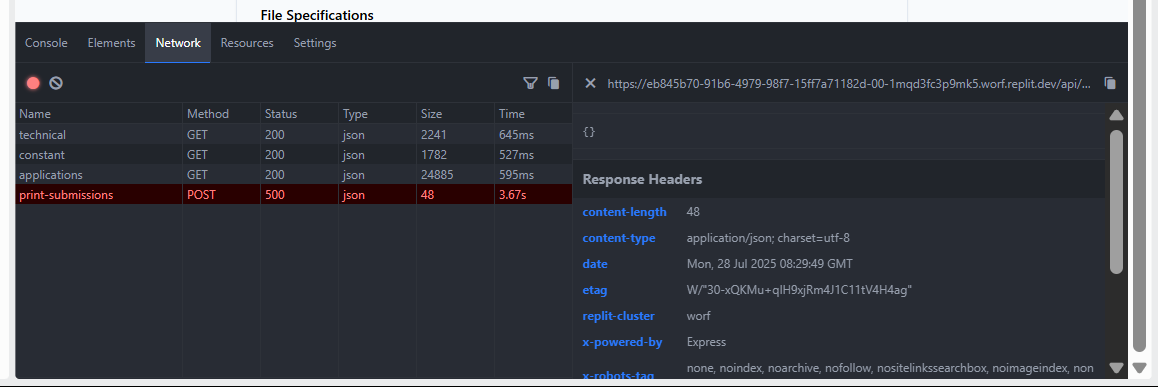 File Specifications
Console Elements Network Resources Settings
https://eb845b70-91b6-4979-98f7-15ff7a71182d-00-1mqd3fc3p9mk5.worf.replit.dev/api/...
Name Method Status Type Size Time
technical GET 200 json 2241 645ms
constant GET 200 json 1782 527ms
applications GET 200 json 24885 595ms
print-submissions POST 500 json 48 3.67s
{}
Response Headers
content-length 48
content-type application/json; charset=utf-8
date Mon, 28 Jul 2025 08:29:49 GMT
etag W/"30-xQKMu+qIH9xjRm4J1C11tV4H4ag"
replit-cluster worf
x-powered-by Express
x-robots-tag none, noindex, noarchive, nofollow, nositelinkssearchbox, noimageindex, non